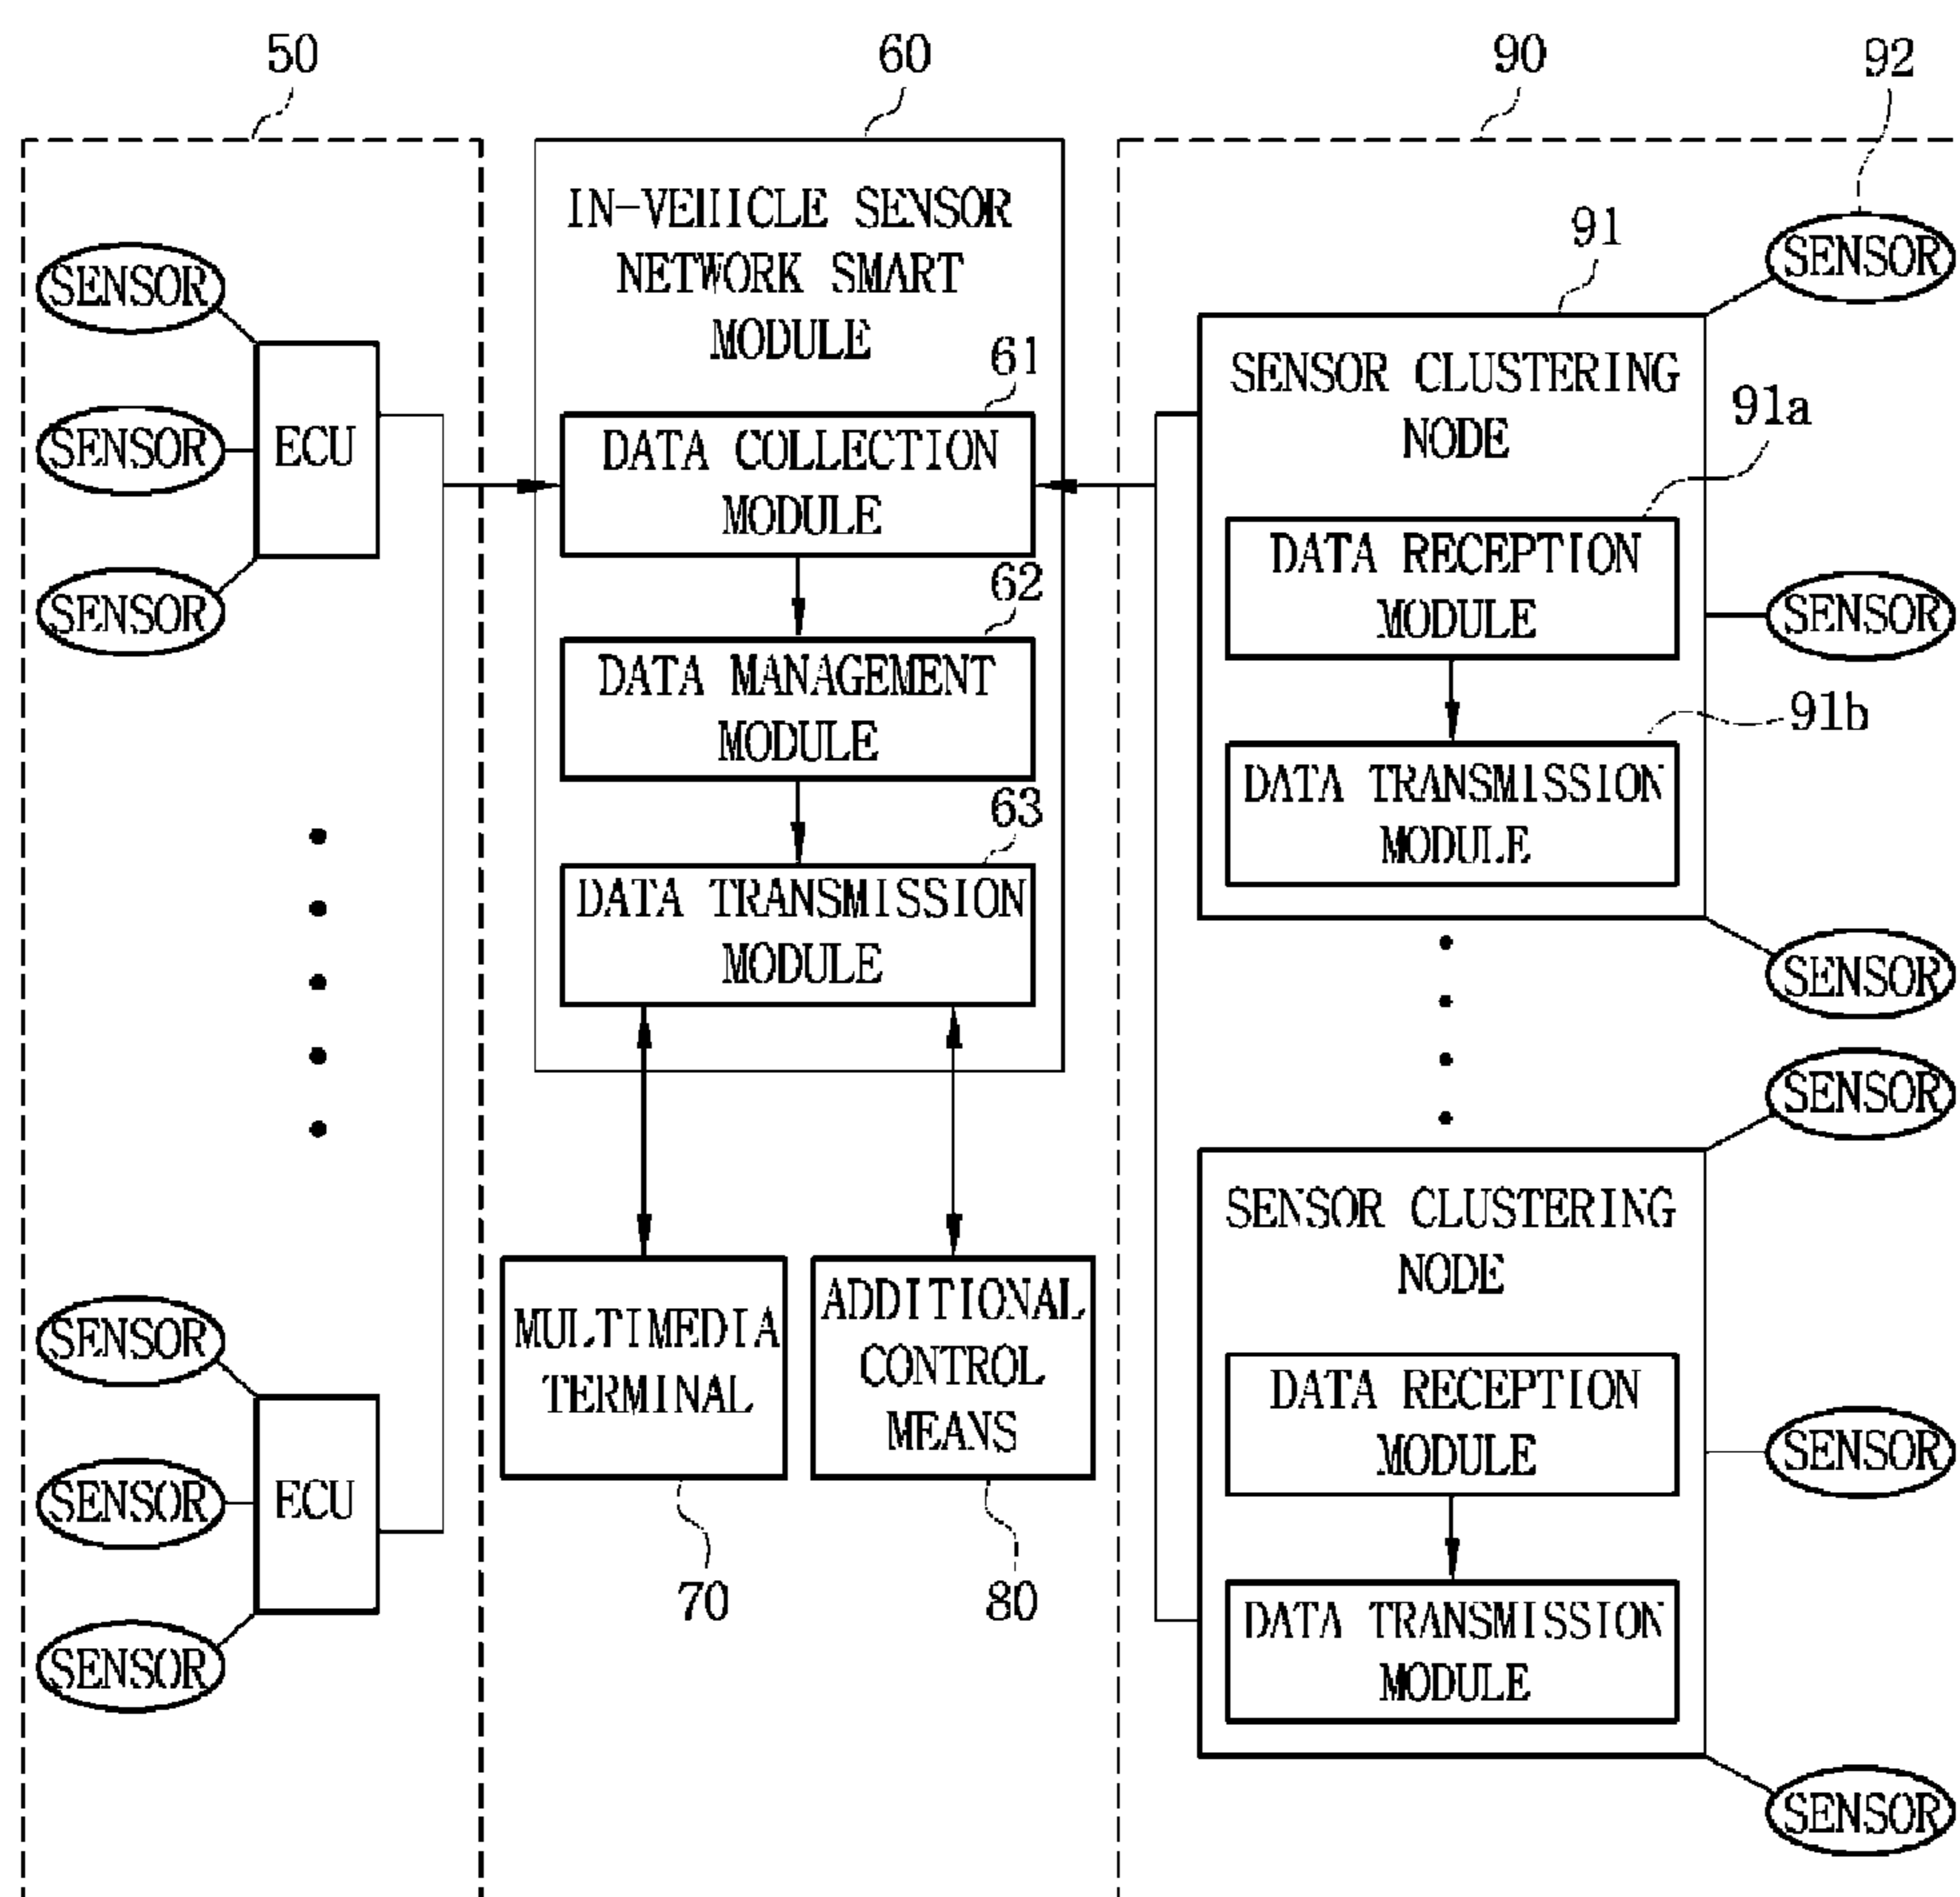 50
60
90
92
IN-VEHICLE SENSOR
NETWORK SMART
MODULE
61
DATA COLLECTION
MODULE
62
DATA MANAGEMENT
MODULE
63
DATA TRANSMISSION
MODULE
SENSOR
SENSOR
SENSOR
ECU
SENSOR
SENSOR
SENSOR
ECU
MULTIMEDIA
TERMINAL
70
ADDITIONAL
CONTROL
MEANS
80
91
SENSOR CLUSTERING
NODE
91a
DATA RECEPTION
MODULE
91b
DATA TRANSMISSION
MODULE
SENSOR
SENSOR
SENSOR
SENSOR CLUSTERING
NODE
DATA RECEPTION
MODULE
DATA TRANSMISSION
MODULE
SENSOR
SENSOR
SENSOR